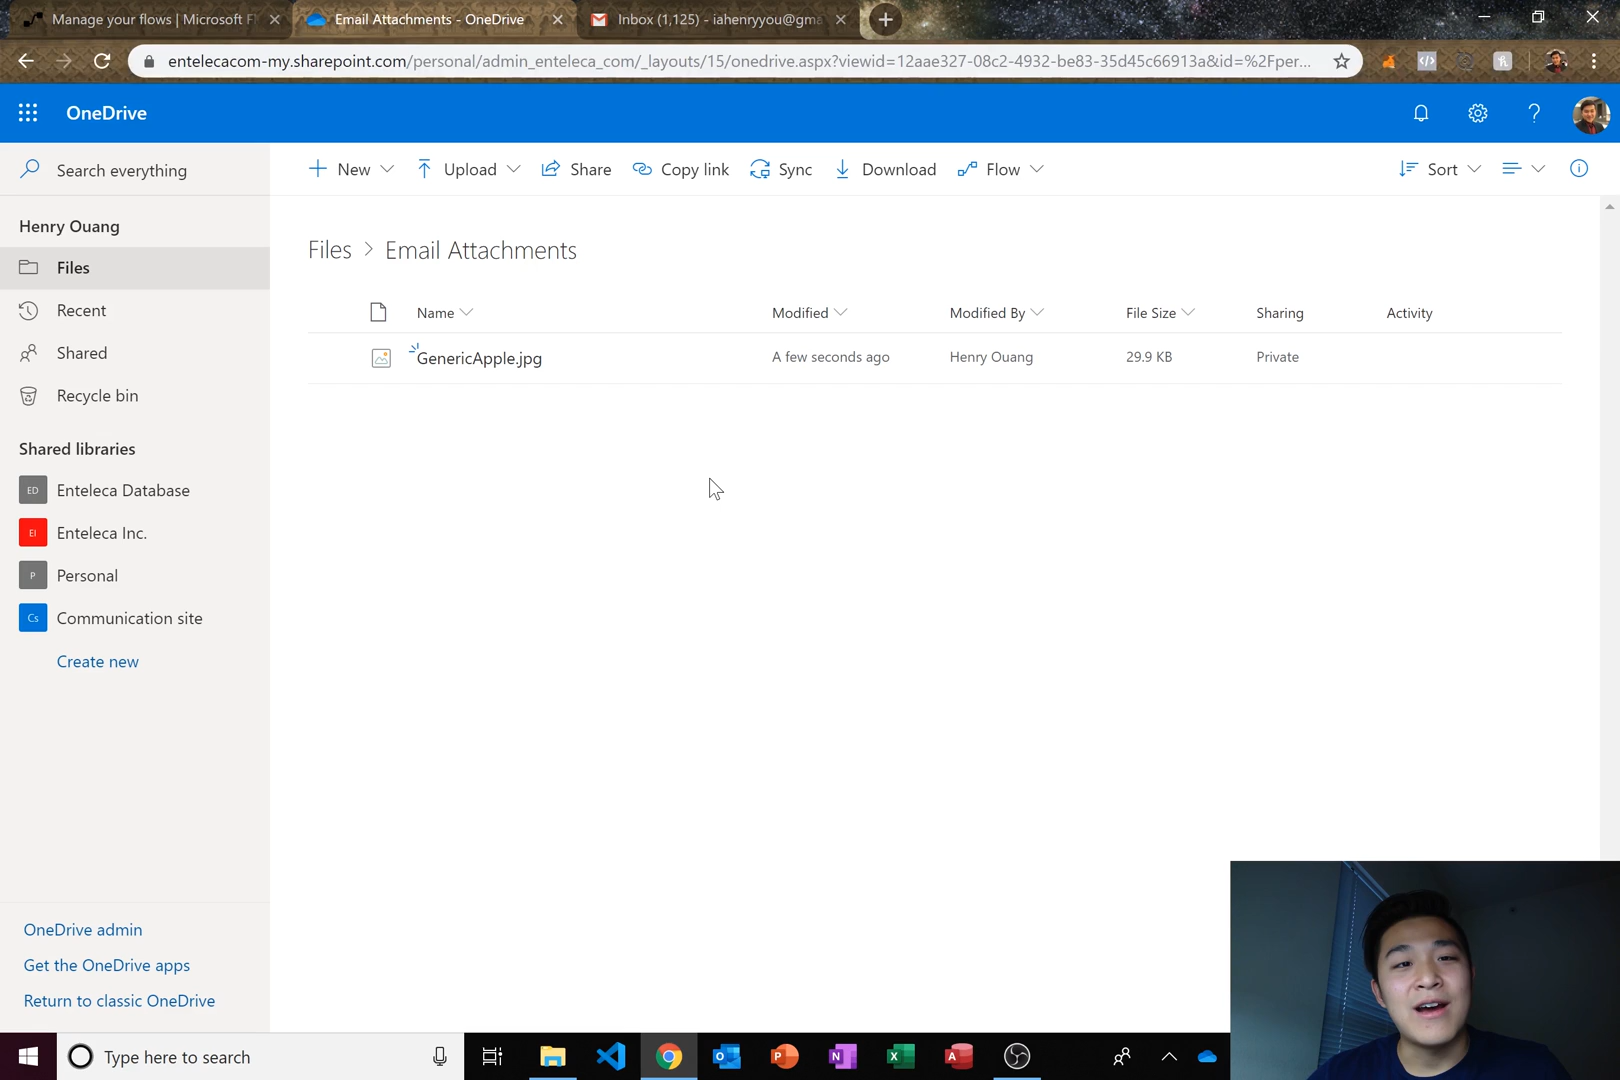 Manage your flows | Microsoft Fl
Email Attachments - OneDrive
Inbox (1,125) - iahenryyou@gma
entelecacom-my.sharepoint.com/personal/admin_enteleca_com/_layouts/15/onedrive.aspx?viewid=12aae327-08c2-4932-be83-35d45c66913a&id=%2Fper...
OneDrive
Search everything
New
Upload
Share
Copy link
Sync
Download
Flow
Sort
Henry Ouang
Files
Recent
Shared
Recycle bin
Shared libraries
ED Enteleca Database
EI Enteleca Inc.
P Personal
Cs Communication site
Create new
OneDrive admin
Get the OneDrive apps
Return to classic OneDrive
Files > Email Attachments
Name Modified Modified By File Size Sharing Activity
GenericApple.jpg A few seconds ago Henry Ouang 29.9 KB Private
Type here to search